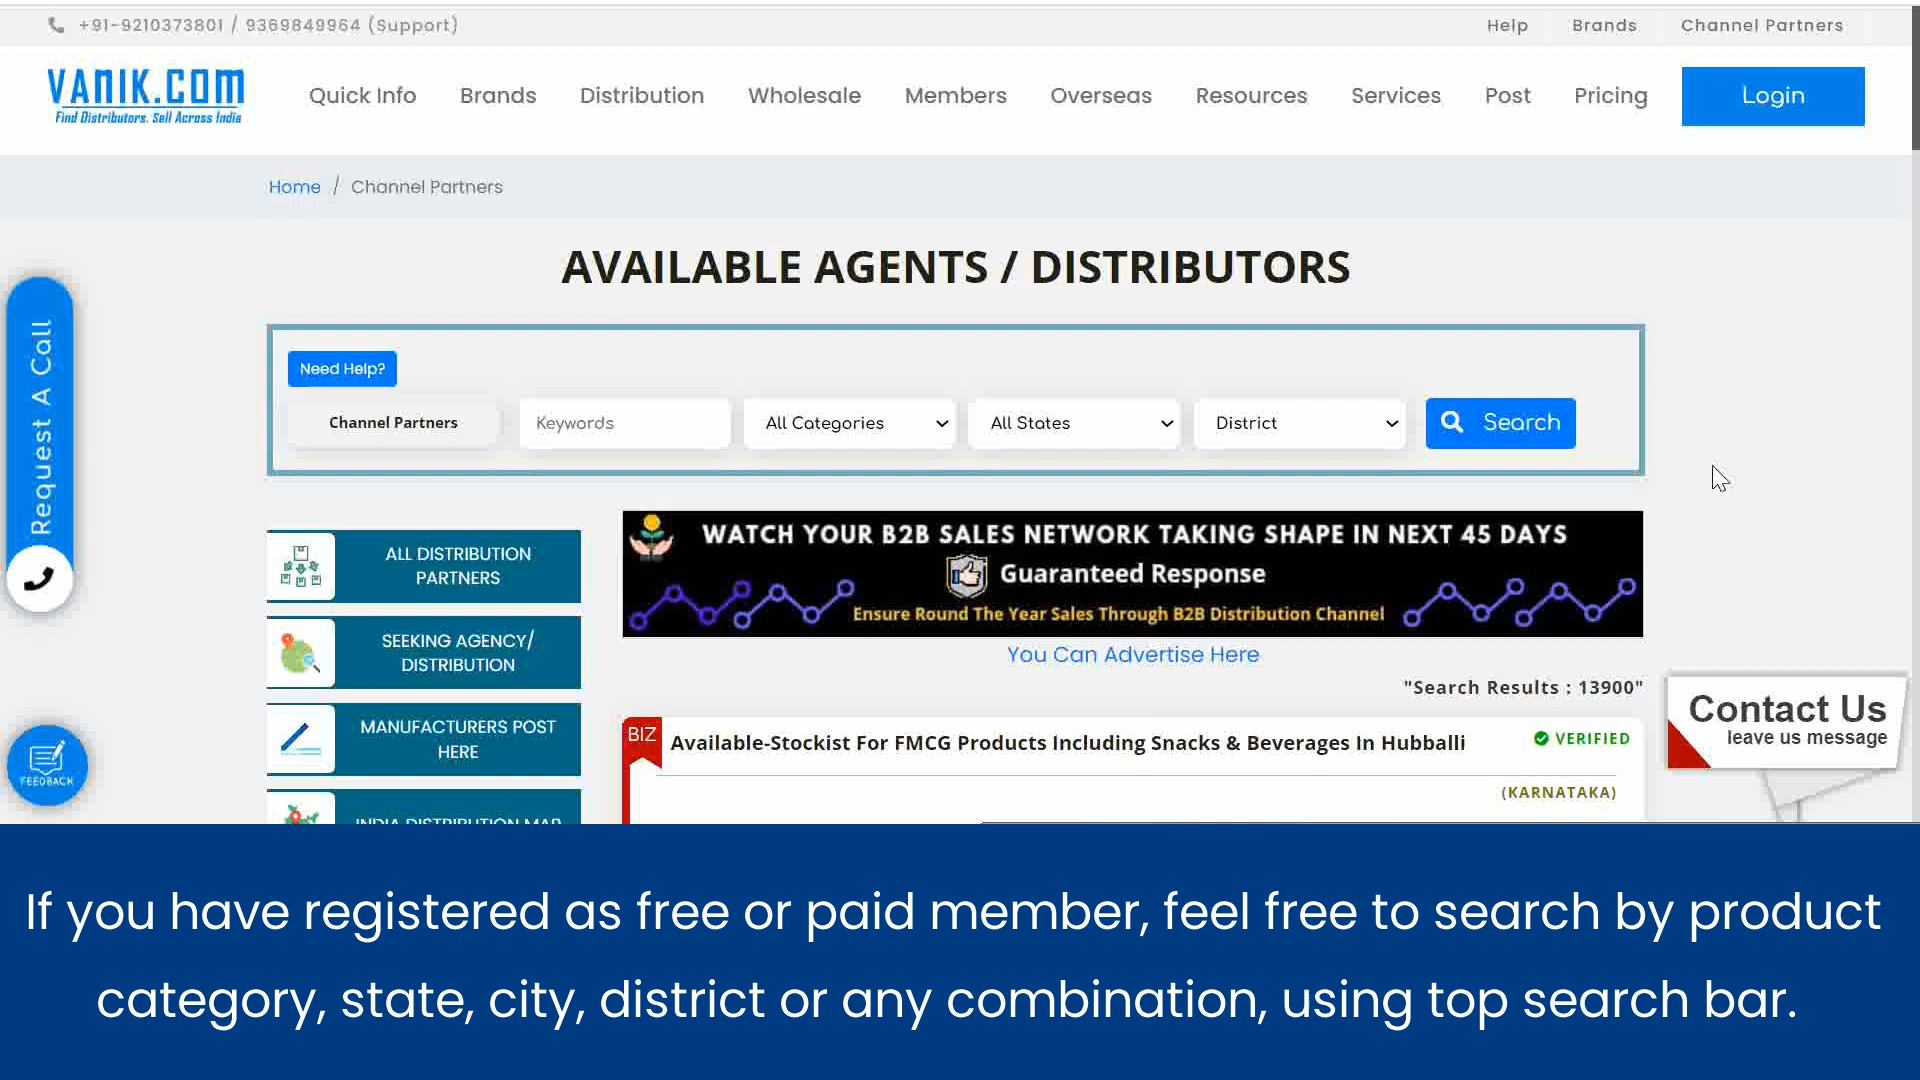 +91-9210373801 / 9369849964 (Support)
Help
Brands
Channel Partners
VANIK.COM
Find Distributors. Sell Across India
Quick Info
Brands
Distribution
Wholesale
Members
Overseas
Resources
Services
Post
Pricing
Login
Home / Channel Partners
AVAILABLE AGENTS / DISTRIBUTORS
Request A Call
Need Help?
Channel Partners
Keywords
All Categories
All States
District
Search
ALL DISTRIBUTION
PARTNERS
SEEKING AGENCY/
DISTRIBUTION
MANUFACTURERS POST
HERE
INDIA DISTRIBUTION MAP
FEEDBACK
WATCH YOUR B2B SALES NETWORK TAKING SHAPE IN NEXT 45 DAYS
Guaranteed Response
Ensure Round The Year Sales Through B2B Distribution Channel
You Can Advertise Here
"Search Results : 13900"
BIZ
Available-Stockist For FMCG Products Including Snacks & Beverages In Hubballi
VERIFIED
(KARNATAKA)
Contact Us
leave us message
If you have registered as free or paid member, feel free to search by product
category, state, city, district or any combination, using top search bar.